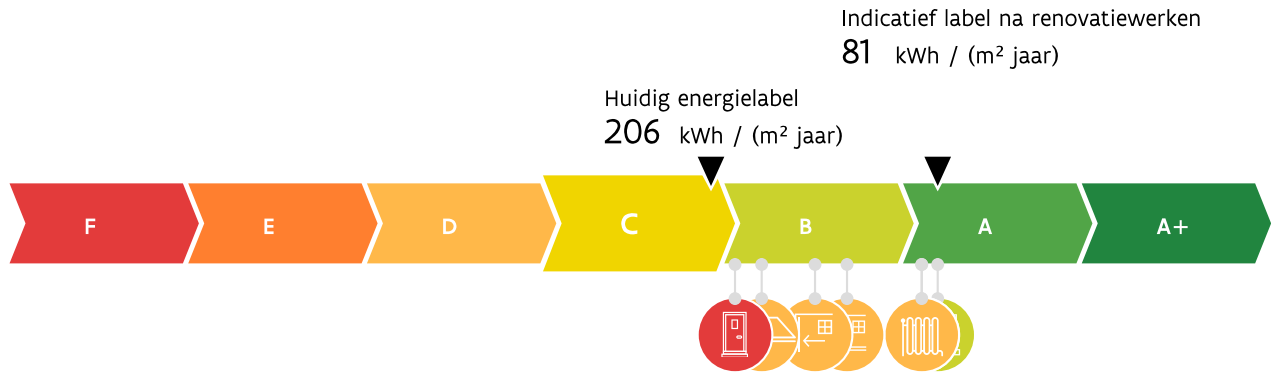 Indicatief label na renovatiewerken
81 kWh / (m² jaar)
Huidig energielabel
206 kWh / (m² jaar)
F E D C B A A+